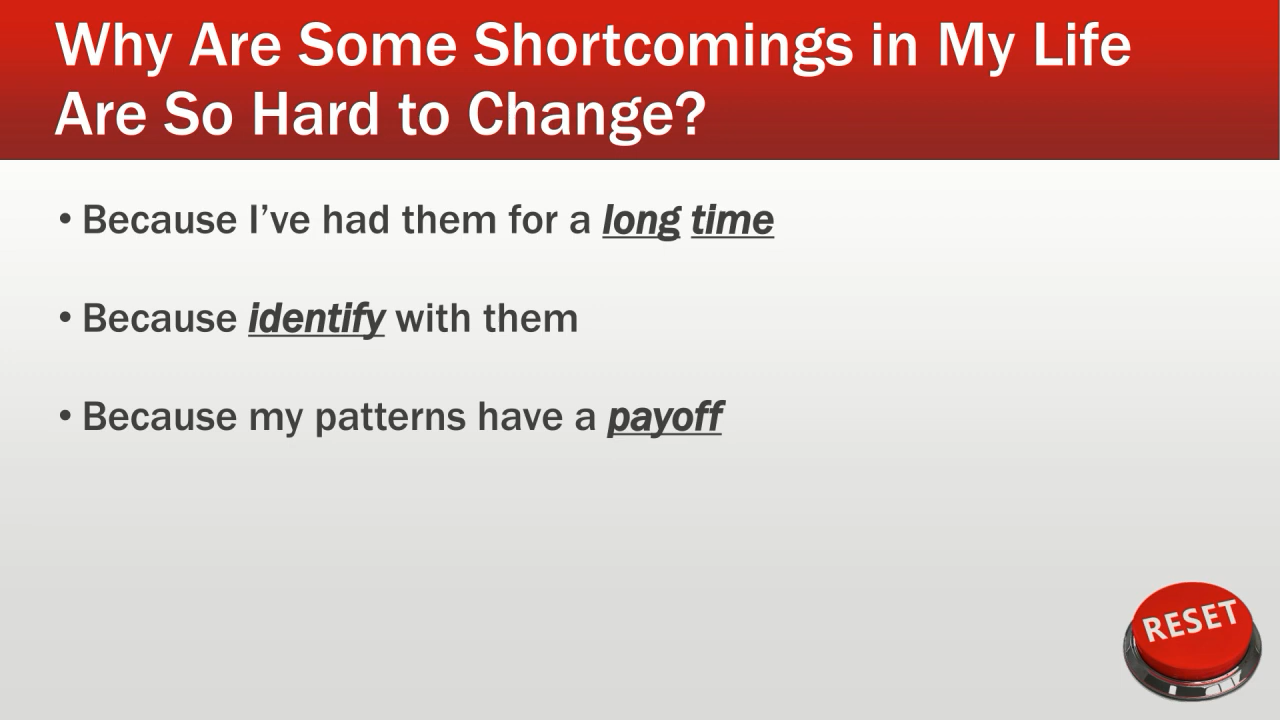 Why Are Some Shortcomings in My Life
Are So Hard to Change?
• Because I’ve had them for a long time
• Because identify with them
• Because my patterns have a payoff
RESET